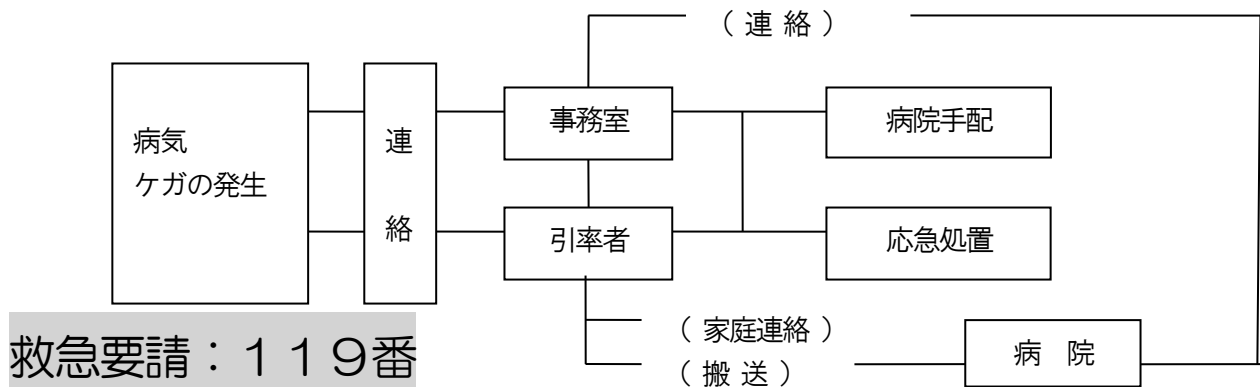 （ 連 絡 ）
病気
ケガの発生
連
絡
事務室
病院手配
引率者
応急処置
（ 家庭連絡 ）
（ 搬 送 ）
病　院
救急要請：１１９番